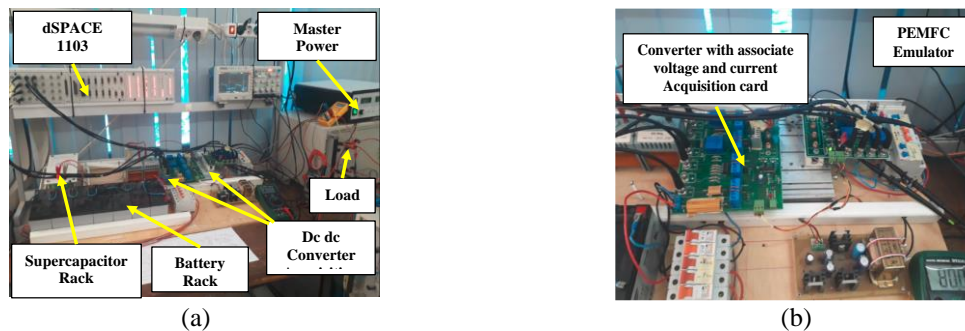 dSPACE
1103
Master
Power
Load
Supercapacitor
Rack
Battery
Rack
Dc dc
Converter
(a)
Converter with associate
voltage and current
Acquisition card
PEMFC
Emulator
(b)